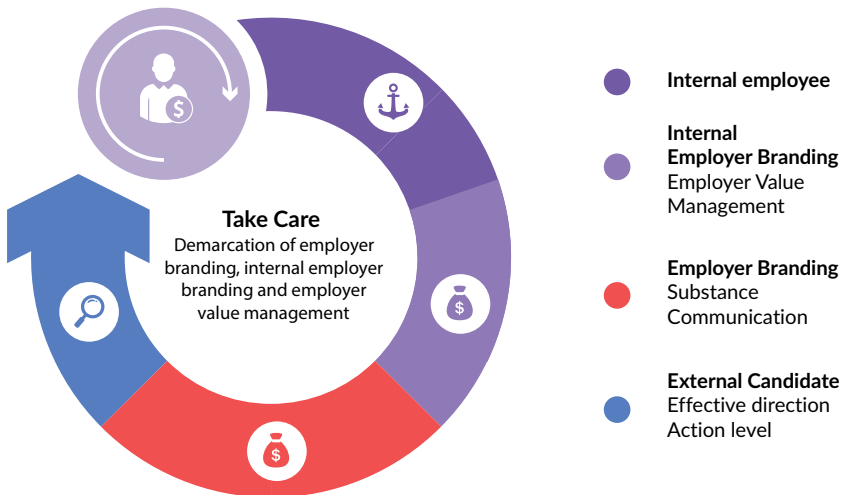 Take Care
Demarcation of employer
branding, internal employer
branding and employer
value management
Internal employee
Internal
Employer Branding
Employer Value
Management
Employer Branding
Substance
Communication
External Candidate
Effective direction
Action level
$
$
$